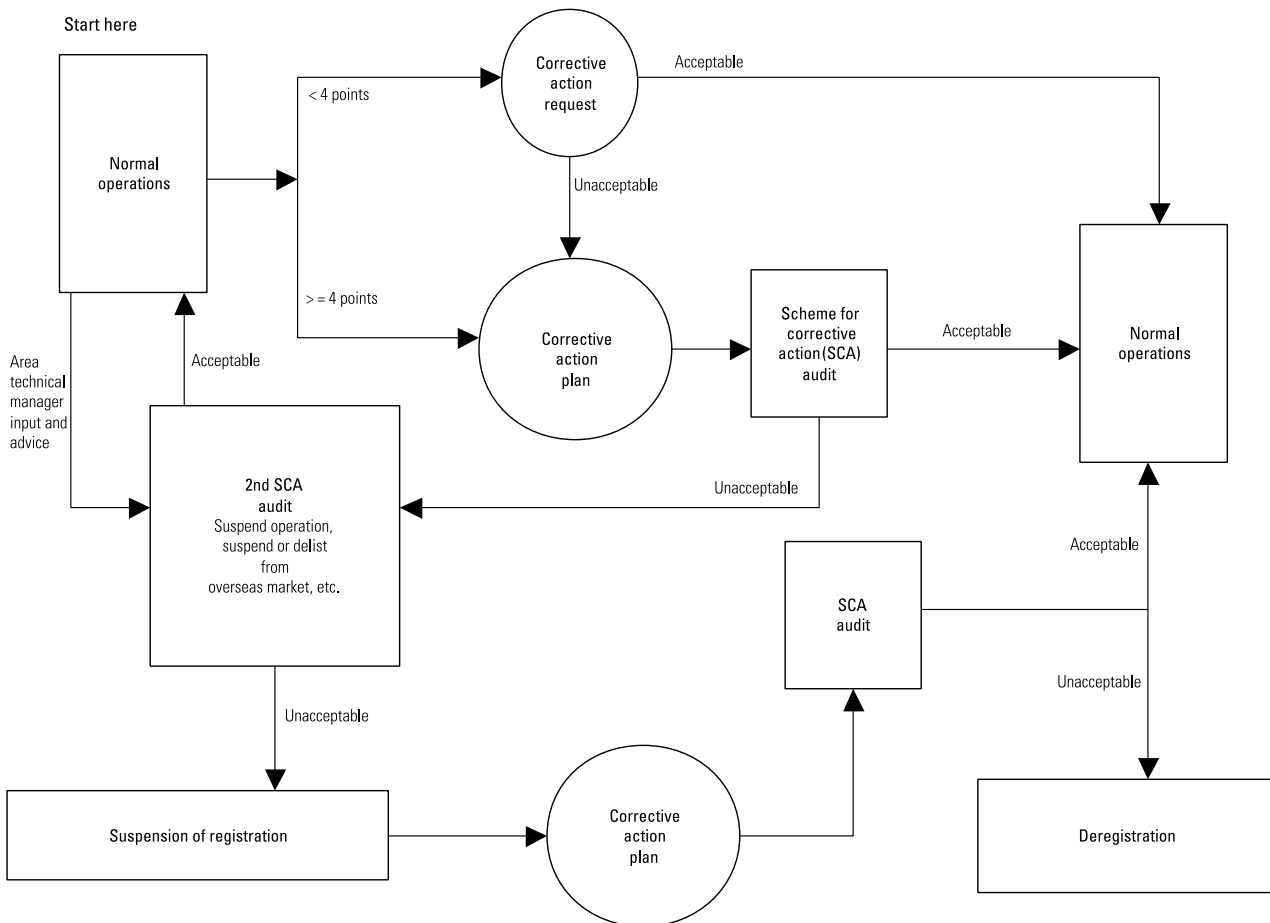 Start here
Normal
operations
< 4 points
> = 4 points
Corrective
action
request
Acceptable
Unacceptable
Corrective
action
plan
Scheme for
corrective
action (SCA)
audit
Acceptable
Normal
operations
Area
technical
manager
input and
advice
Acceptable
2nd SCA
audit
Suspend operation,
suspend or delist
from
overseas market, etc.
Unacceptable
SCA
audit
Acceptable
Unacceptable
Unacceptable
Suspension of registration
Corrective
action
plan
Deregistration